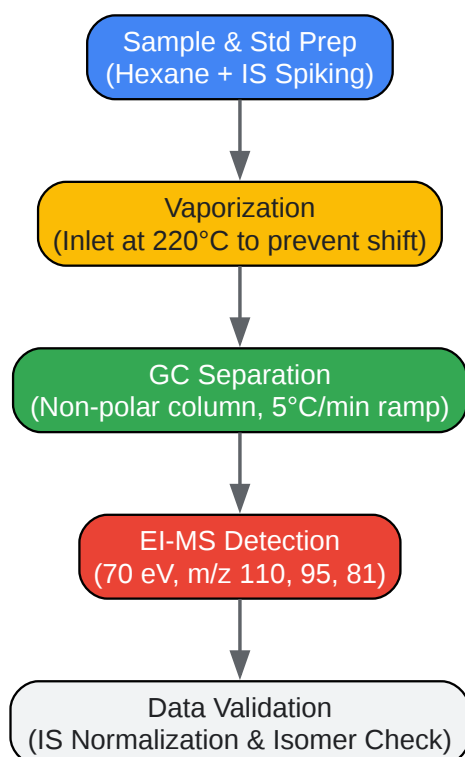 Sample & Std Prep
(Hexane + IS Spiking)
Vaporization
(Inlet at 220°C to prevent shift)
GC Separation
(Non-polar column, 5°C/min ramp)
EI-MS Detection
(70 eV, m/z 110, 95, 81)
Data Validation
(IS Normalization & Isomer Check)